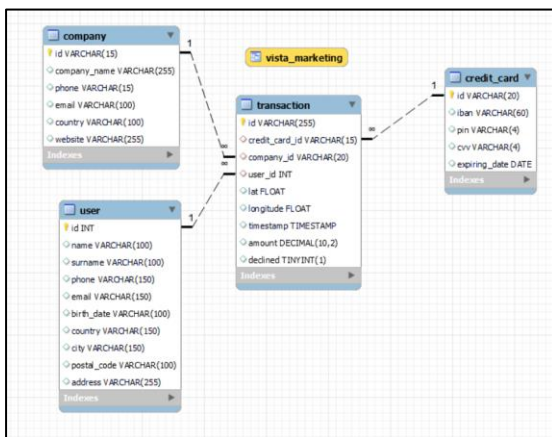 company
id VARCHAR(15)
company_name VARCHAR(255)
phone VARCHAR(15)
email VARCHAR(100)
country VARCHAR(100)
website VARCHAR(255)
Indexes
1
vista_marketing
transaction
id VARCHAR(255)
credit_card_id VARCHAR(15)
company_id VARCHAR(20)
user_id INT
lat FLOAT
longitude FLOAT
timestamp TIMESTAMP
amount DECIMAL(10,2)
declined TINYINT(1)
Indexes
∞
∞
∞
1
credit_card
id VARCHAR(20)
iban VARCHAR(60)
pin VARCHAR(4)
cvv VARCHAR(4)
expiring_date DATE
Indexes
user
id INT
name VARCHAR(100)
surname VARCHAR(100)
phone VARCHAR(150)
email VARCHAR(150)
birth_date VARCHAR(100)
country VARCHAR(150)
city VARCHAR(150)
postal_code VARCHAR(100)
address VARCHAR(255)
Indexes
1